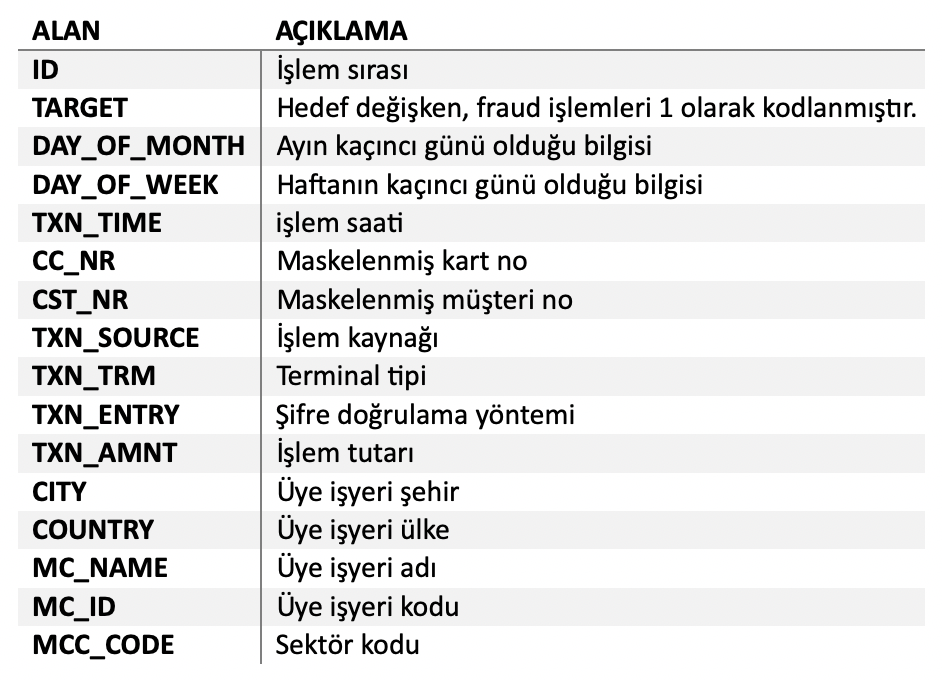 ALAN AÇIKLAMA
ID İşlem sırası
TARGET Hedef değişken, fraud işlemleri 1 olarak kodlanmıştır.
DAY_OF_MONTH Ayın kaçıncı günü olduğu bilgisi
DAY_OF_WEEK Haftanın kaçıncı günü olduğu bilgisi
TXN_TIME işlem saati
CC_NR Maskelenmiş kart no
CST_NR Maskelenmiş müşteri no
TXN_SOURCE İşlem kaynağı
TXN_TRM Terminal tipi
TXN_ENTRY Şifre doğrulama yöntemi
TXN_AMNT İşlem tutarı
CITY Üye işyeri şehir
COUNTRY Üye işyeri ülke
MC_NAME Üye işyeri adı
MC_ID Üye işyeri kodu
MCC_CODE Sektör kodu